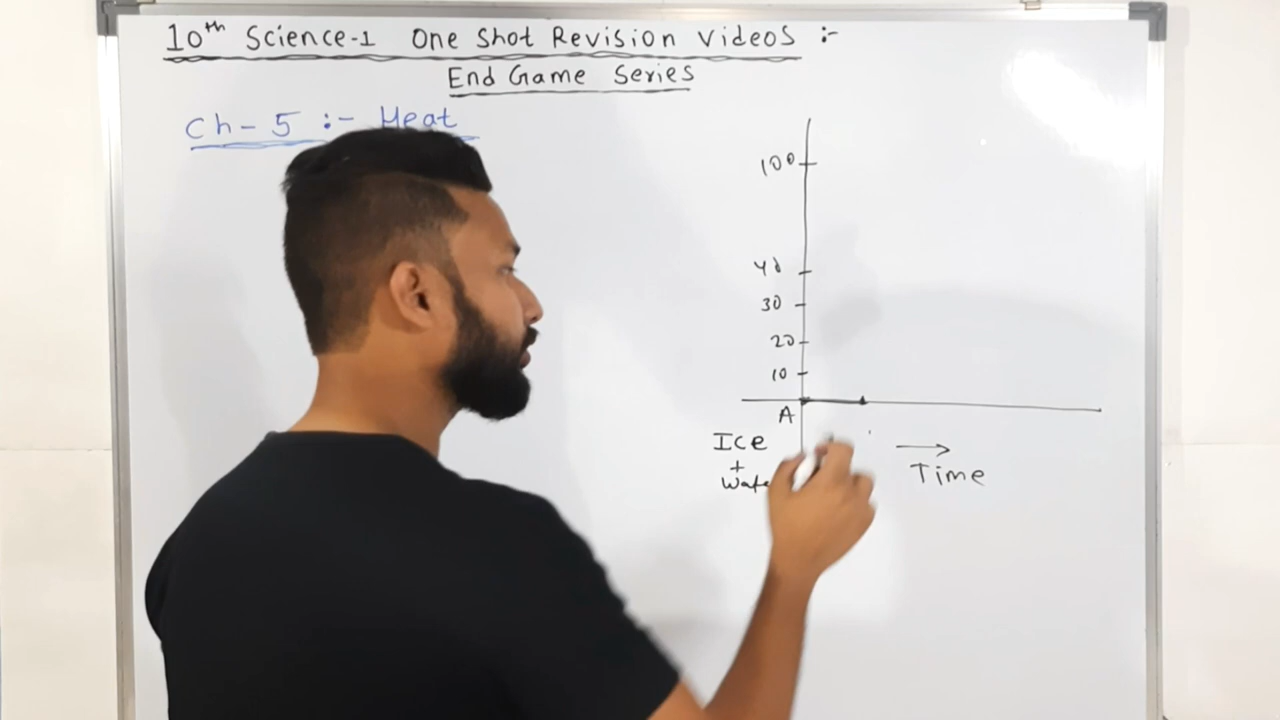 10th Science-1 One Shot Revision Videos :-
End Game Series
Ch-5 :- Heat
100
40
30
20
10
A
Ice
+
Time